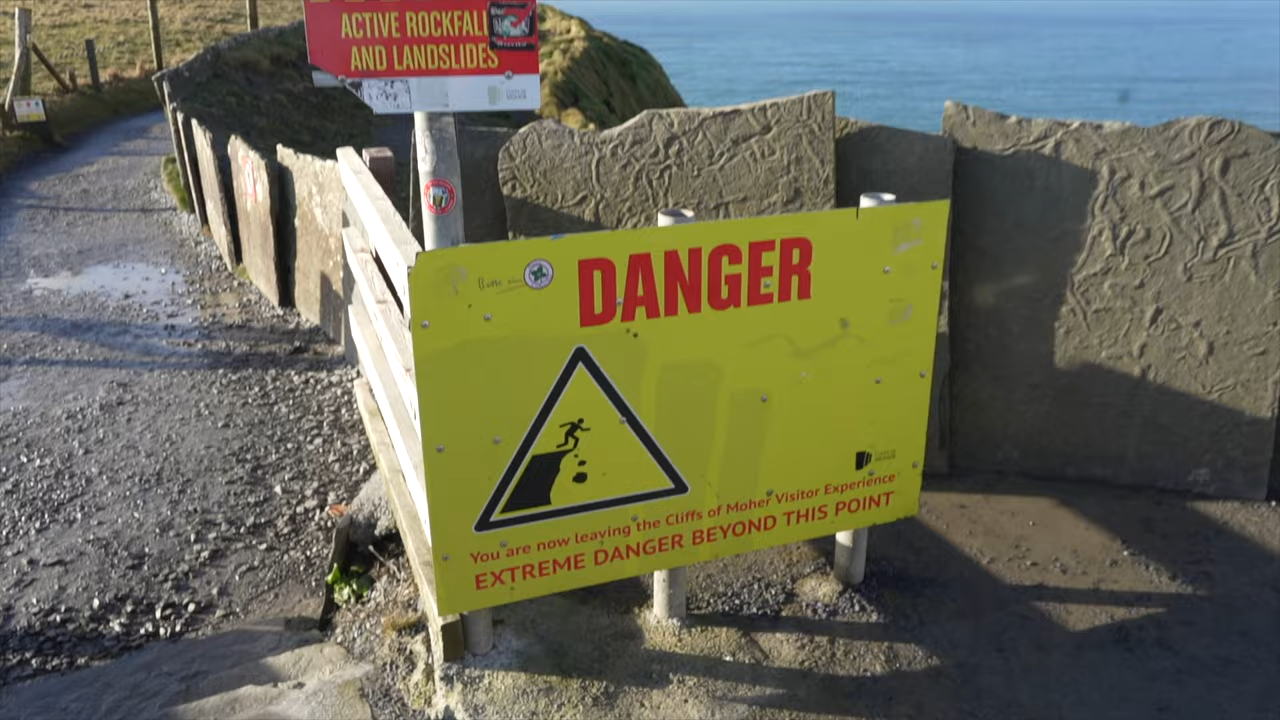 ACTIVE ROCKFALL
AND LANDSLIDES
DANGER
You are now leaving the Cliffs of Moher Visitor Experience
EXTREME DANGER BEYOND THIS POINT